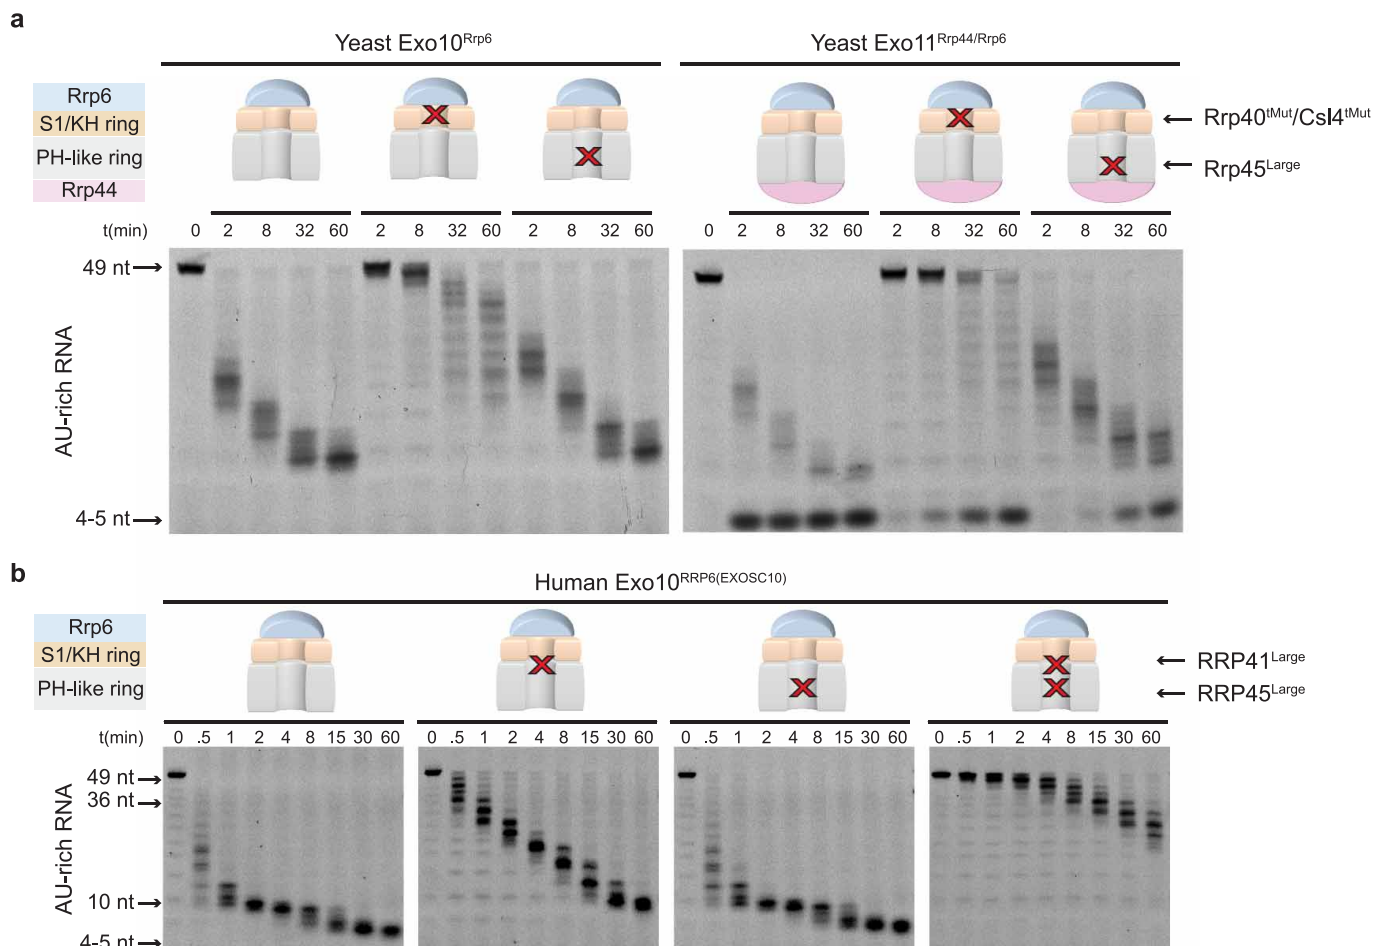 a
Yeast Exo10Rrp6
Yeast Exo11Rrp44/Rrp6
Rrp6
S1/KH ring
PH-like ring
Rrp44
Rrp40tMut/Csl4tMut
Rrp45Large
t(min) 0 2 8 32 60 2 8 32 60 2 8 32 60
0 2 8 32 60 2 8 32 60 2 8 32 60
49 nt
AU-rich RNA
4-5 nt
b
Human Exo10RRP6(EXOSC10)
Rrp6
S1/KH ring
PH-like ring
RRP41Large
RRP45Large
t(min) 0 .5 1 2 4 8 15 30 60 0 .5 1 2 4 8 15 30 60 0 .5 1 2 4 8 15 30 60 0 .5 1 2 4 8 15 30 60
49 nt
36 nt
AU-rich RNA
10 nt
4-5 nt